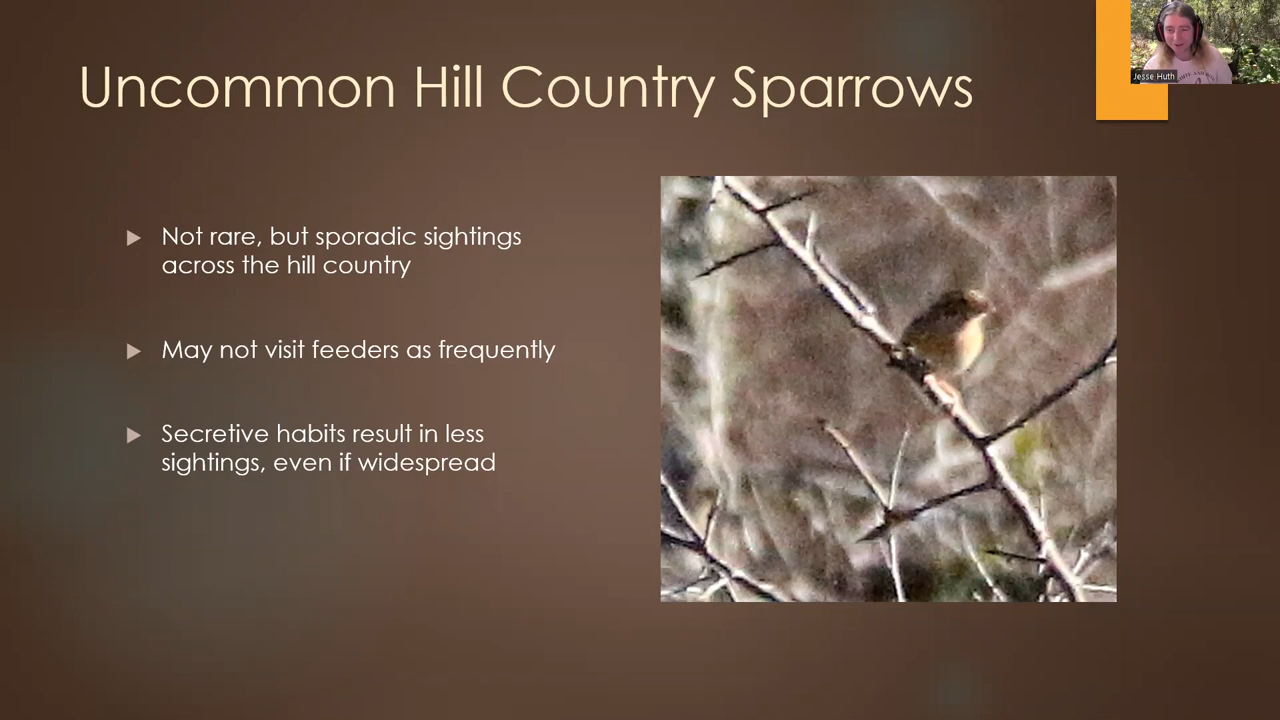 Uncommon Hill Country Sparrows
Not rare, but sporadic sightings
across the hill country
May not visit feeders as frequently
Secretive habits result in less
sightings, even if widespread
Jesse Huth